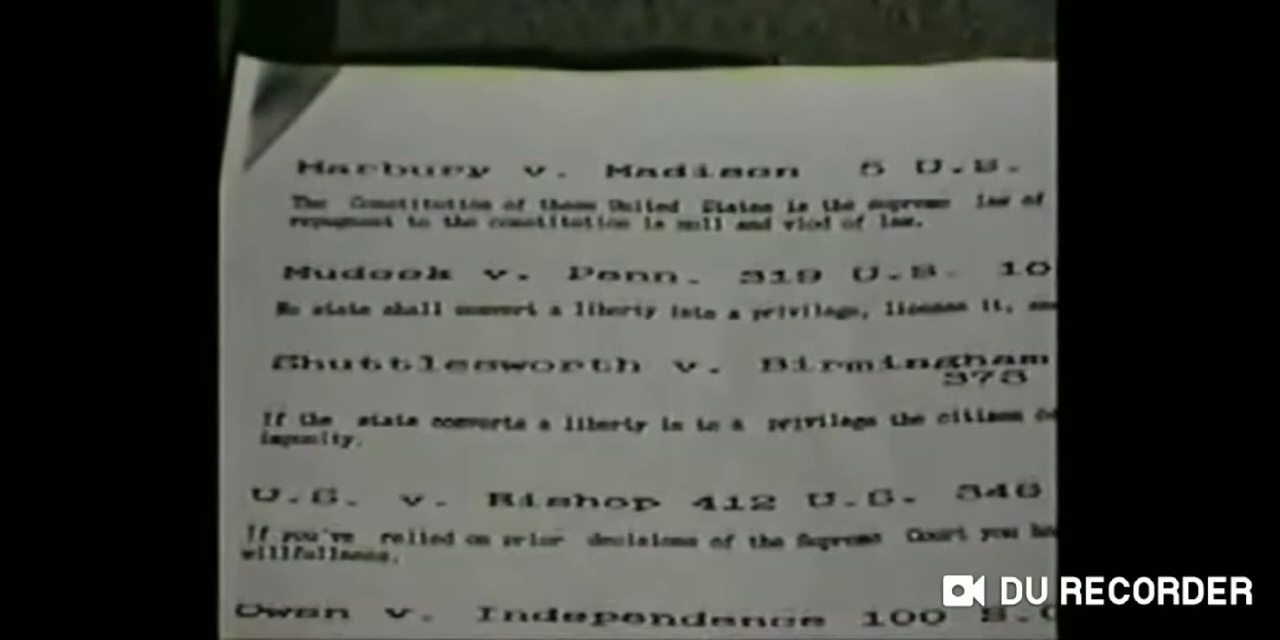 Marbury v. Madison 5 U.S.
The Constitution of these United States is the supreme law of
repugnant to the constitution is null and viod of law.
Mudook v. Penn. 319 U.S. 10
No state shall convert a liberty into a privilege, license it, and
Shuttlesworth v. Birmingham
373
If the state converts a liberty in to a privilege the citizen
impunity.
U.S. v. Bishop 412 U.S. 346
If you've relied on prior decisions of the Supreme Court you
willfullness.
Owen v. Independence 100 S.C
DU RECORDER